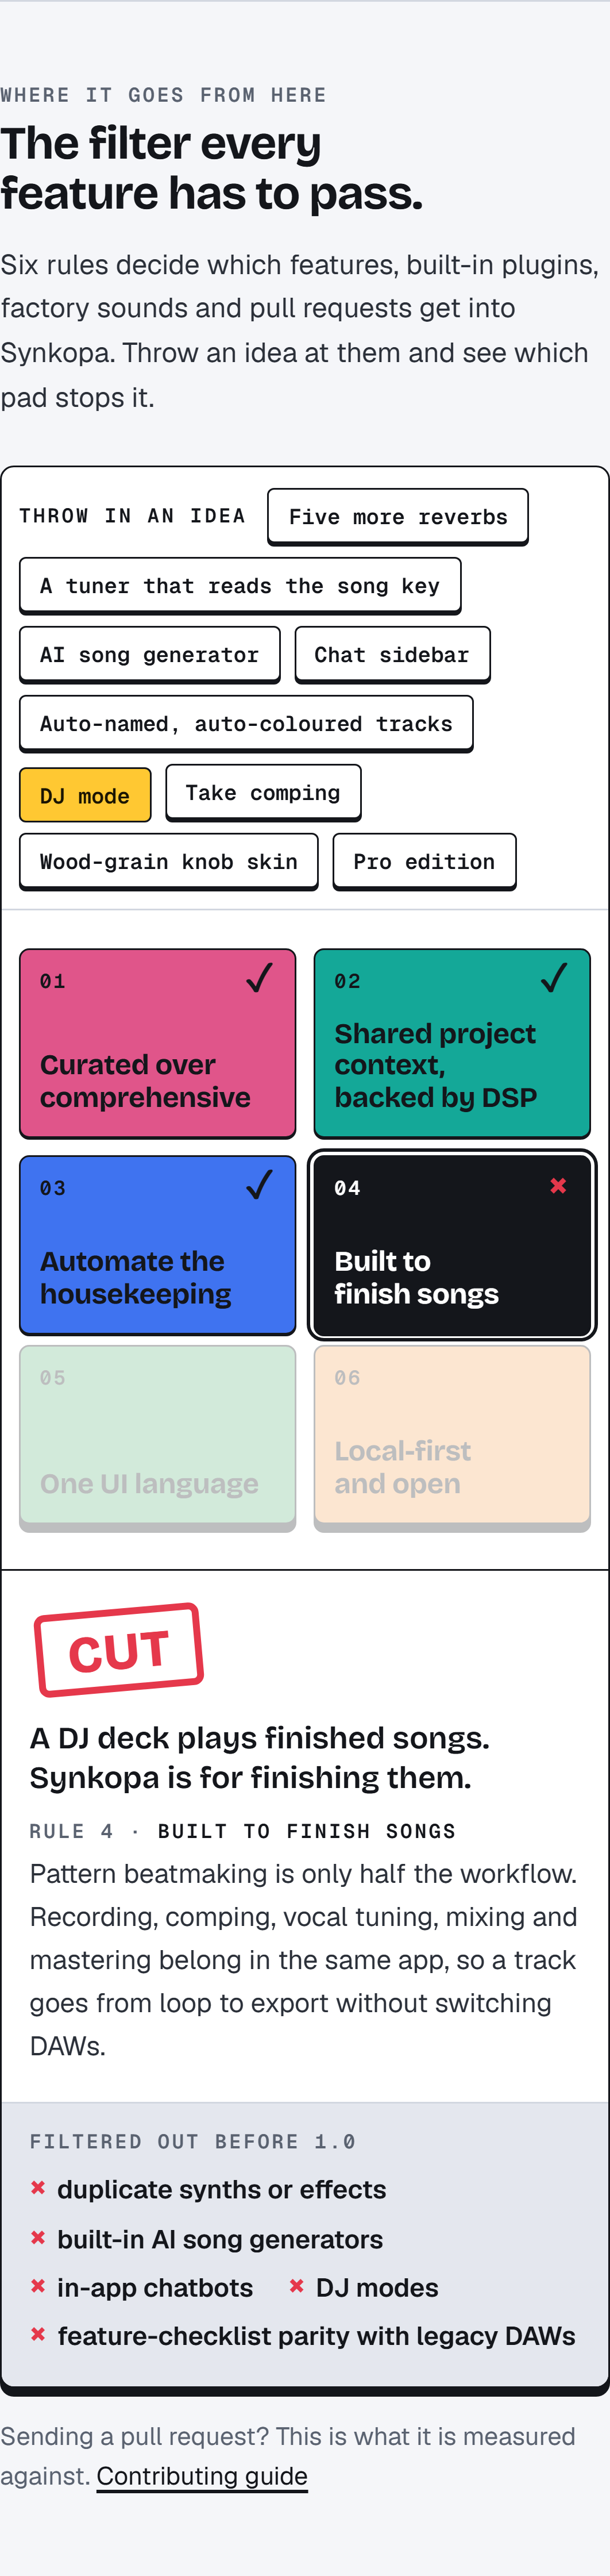 WHERE IT GOES FROM HERE
The filter every
feature has to pass.
Six rules decide which features, built-in plugins,
factory sounds and pull requests get into
Synkopa. Throw an idea at them and see which
pad stops it.
THROW IN AN IDEA Five more reverbs
A tuner that reads the song key
AI song generator Chat sidebar
Auto-named, auto-coloured tracks
DJ mode Take comping
Wood-grain knob skin Pro edition
01 ✓
Curated over
comprehensive
02 ✓
Shared project
context,
backed by DSP
03 ✓
Automate the
housekeeping
04 ✖
Built to
finish songs
05
One UI language
06
Local-first
and open
CUT
A DJ deck plays finished songs.
Synkopa is for finishing them.
RULE 4 · BUILT TO FINISH SONGS
Pattern beatmaking is only half the workflow.
Recording, comping, vocal tuning, mixing and
mastering belong in the same app, so a track
goes from loop to export without switching
DAWs.
FILTERED OUT BEFORE 1.0
✖ duplicate synths or effects
✖ built-in AI song generators
✖ in-app chatbots ✖ DJ modes
✖ feature-checklist parity with legacy DAWs
Sending a pull request? This is what it is measured
against. Contributing guide